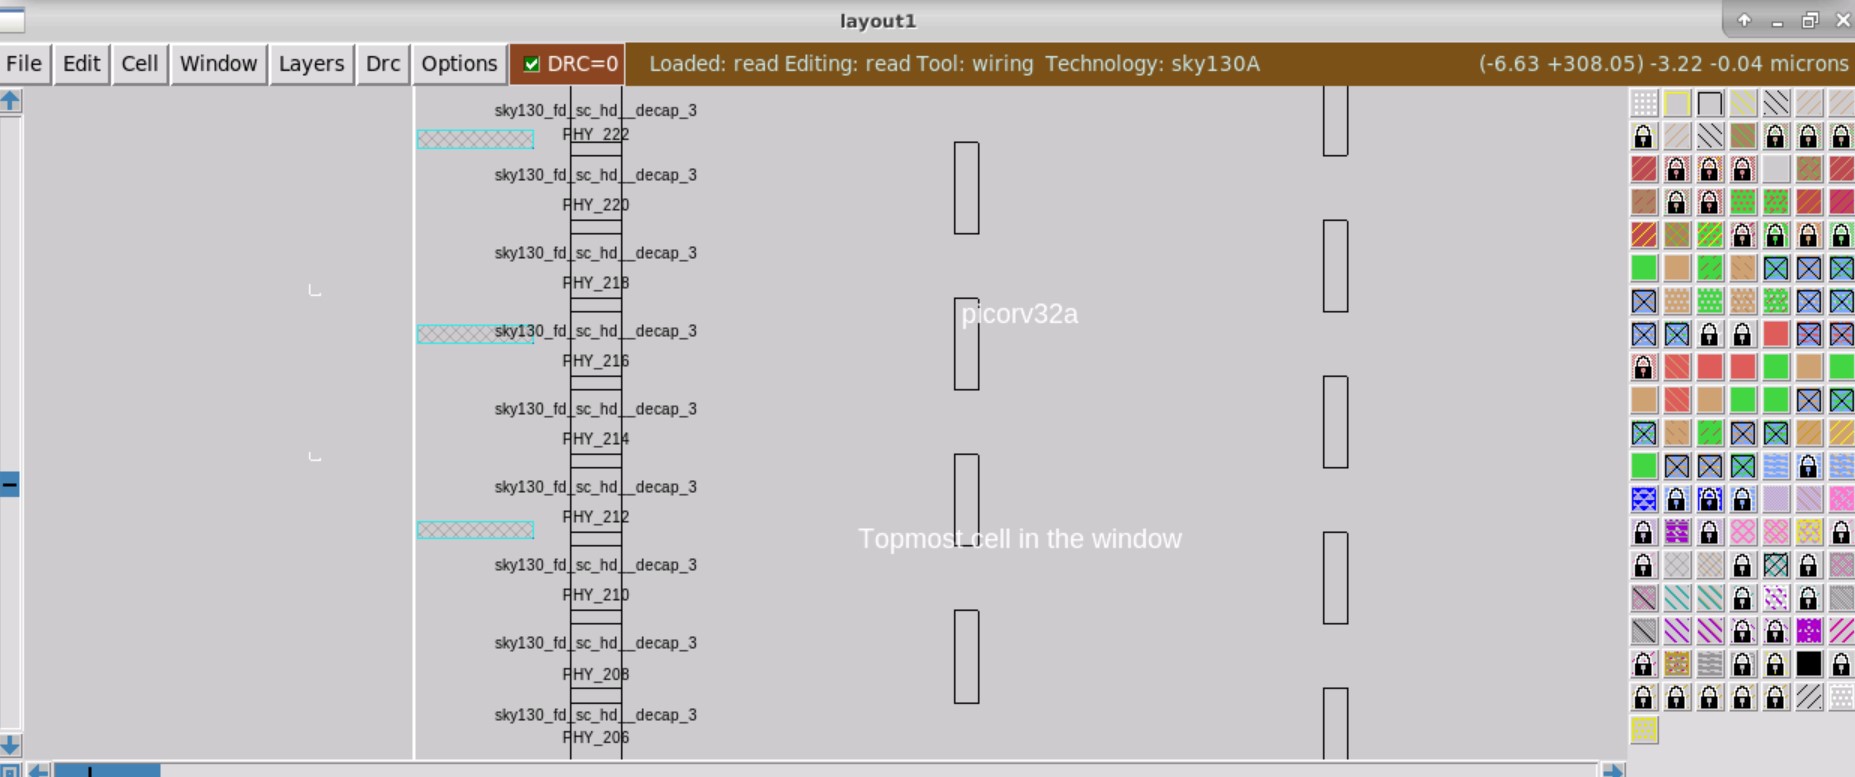 layout1
File Edit Cell Window Layers Drc Options DRC=0 Loaded: read Editing: read Tool: wiring Technology: sky130A (-6.63 +308.05) -3.22 -0.04 microns
sky130_fd_sc_hd__decap_3
PHY_222
sky130_fd_sc_hd__decap_3
PHY_220
sky130_fd_sc_hd__decap_3
PHY_218
picorv32a
sky130_fd_sc_hd__decap_3
PHY_216
sky130_fd_sc_hd__decap_3
PHY_214
sky130_fd_sc_hd__decap_3
PHY_212
Topmost cell in the window
sky130_fd_sc_hd__decap_3
PHY_210
sky130_fd_sc_hd__decap_3
PHY_208
sky130_fd_sc_hd__decap_3
PHY_206